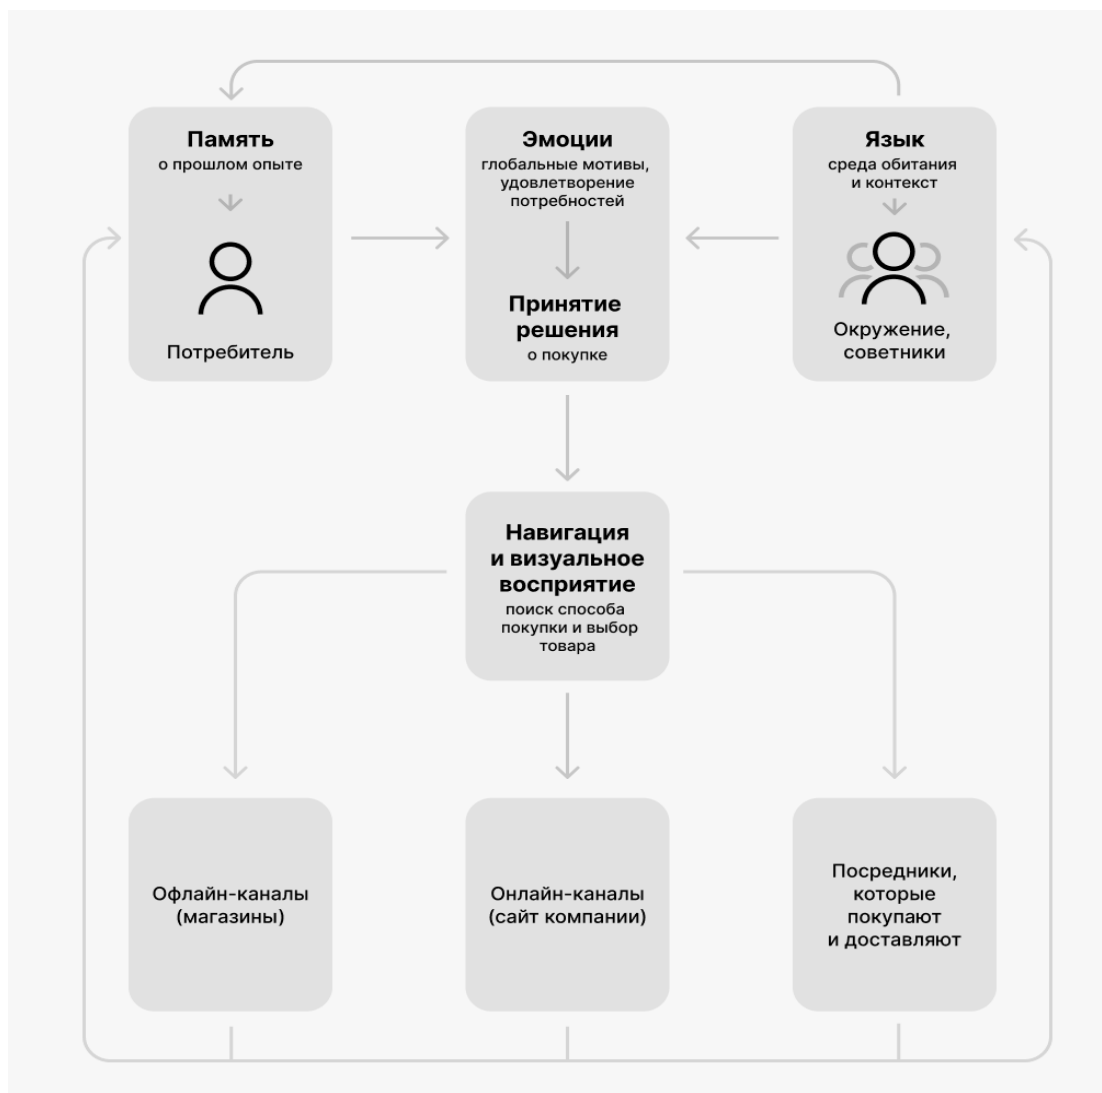 Память
о прошлом опыте
Потребитель
Эмоции
глобальные мотивы,
удовлетворение
потребностей
Принятие
решения
о покупке
Язык
среда обитания
и контекст
Окружение,
советники
Навигация
и визуальное
восприятие
поиск способа
покупки и выбор
товара
Офлайн-каналы
(магазины)
Онлайн-каналы
(сайт компании)
Посредники,
которые
покупают
и доставляют